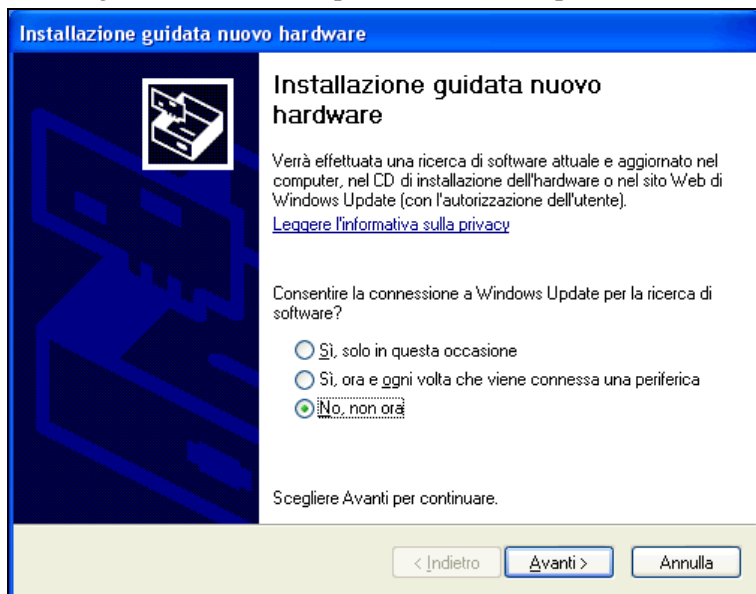 Installazione guidata nuovo hardware
Installazione guidata nuovo
hardware
Verrà effettuata una ricerca di software attuale e aggiornato nel
computer, nel CD di installazione dell'hardware o nel sito Web di
Windows Update (con l'autorizzazione dell'utente).
Leggere l'informativa sulla privacy
Consentire la connessione a Windows Update per la ricerca di
software?
Sì, solo in questa occasione
Sì, ora e ogni volta che viene connessa una periferica
No, non ora
Scegliere Avanti per continuare.
< Indietro Avanti > Annulla